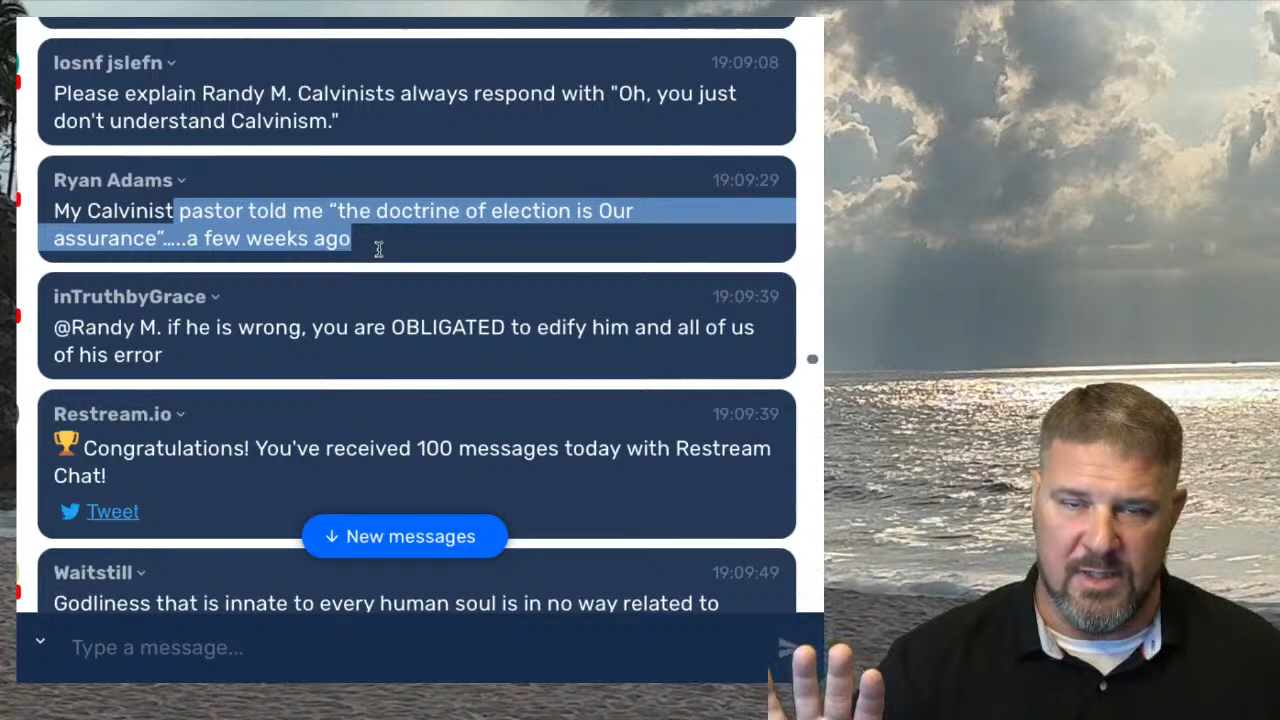 Iosnf jslefn 19:09:08
Please explain Randy M. Calvinists always respond with "Oh, you just
don't understand Calvinism."
Ryan Adams 19:09:29
My Calvinist pastor told me “the doctrine of election is Our
assurance”…..a few weeks ago
inTruthbyGrace 19:09:39
@Randy M. if he is wrong, you are OBLIGATED to edify him and all of us
of his error
Restream.io 19:09:39
🏆 Congratulations! You've received 100 messages today with Restream
Chat!
Tweet
↓ New messages
Waitstill 19:09:49
Godliness that is innate to every human soul is in no way related to
Type a message...